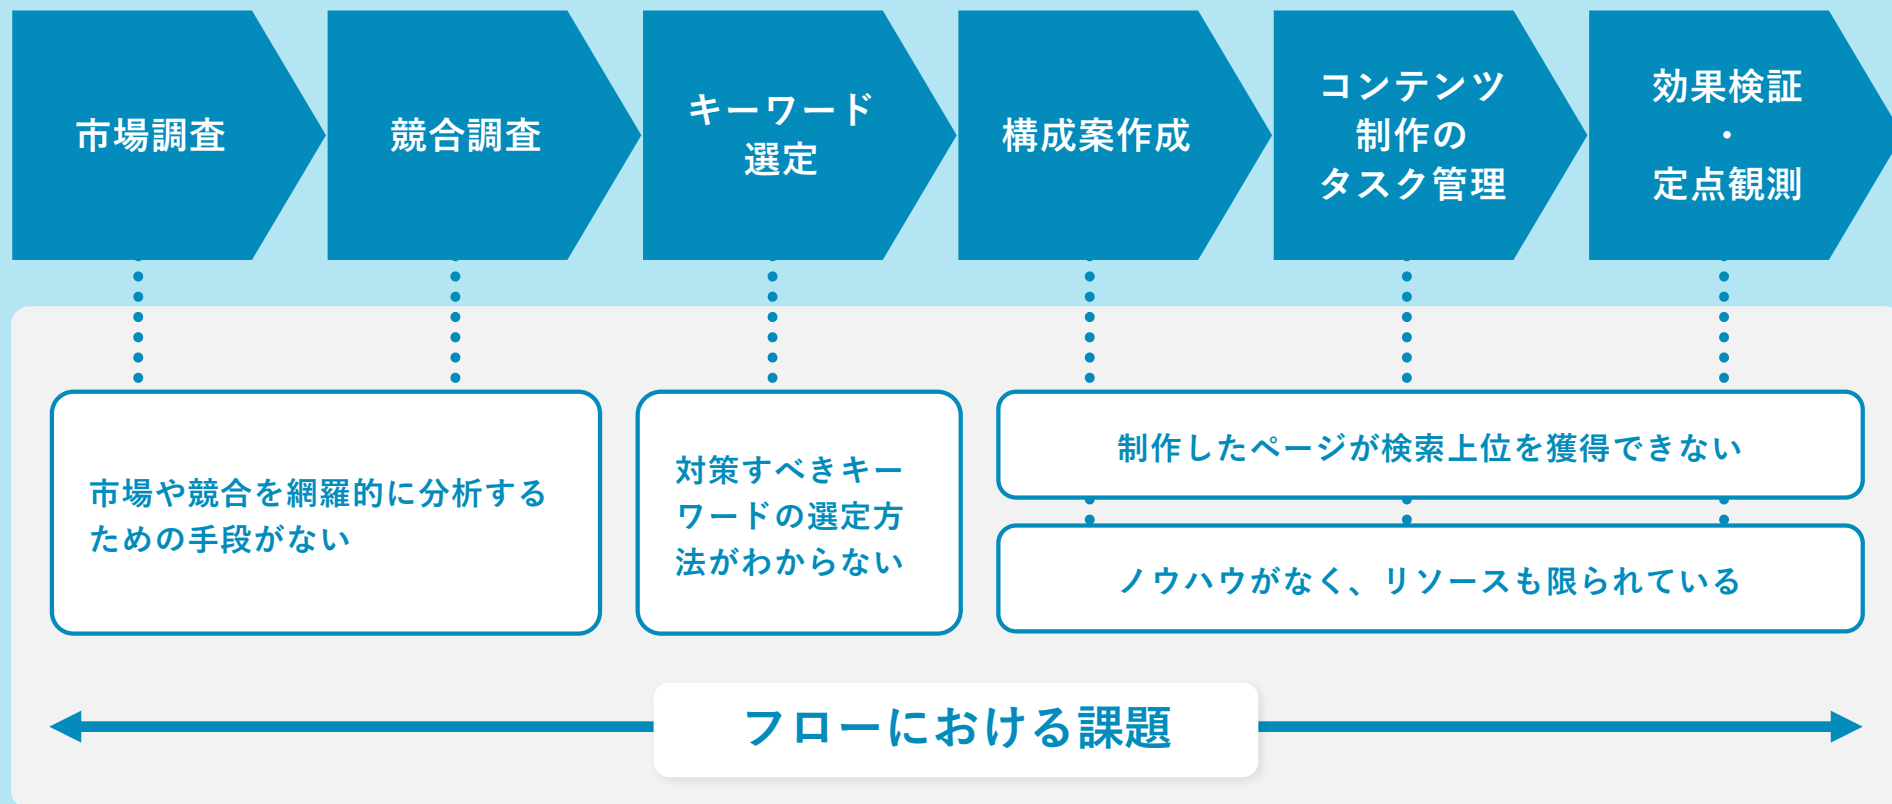 市場調査
競合調査
キーワード
選定
構成案作成
コンテンツ
制作の
タスク管理
効果検証
・
定点観測
市場や競合を網羅的に分析する
ための手段がない
対策すべきキー
ワードの選定方
法がわからない
制作したページが検索上位を獲得できない
ノウハウがなく、リソースも限られている
フローにおける課題